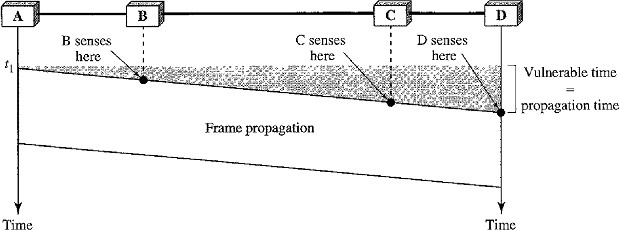 A B C D
B senses
here
C senses
here
D senses
here
t1
Vulnerable time
=
propagation time
Frame propagation
Time
Time